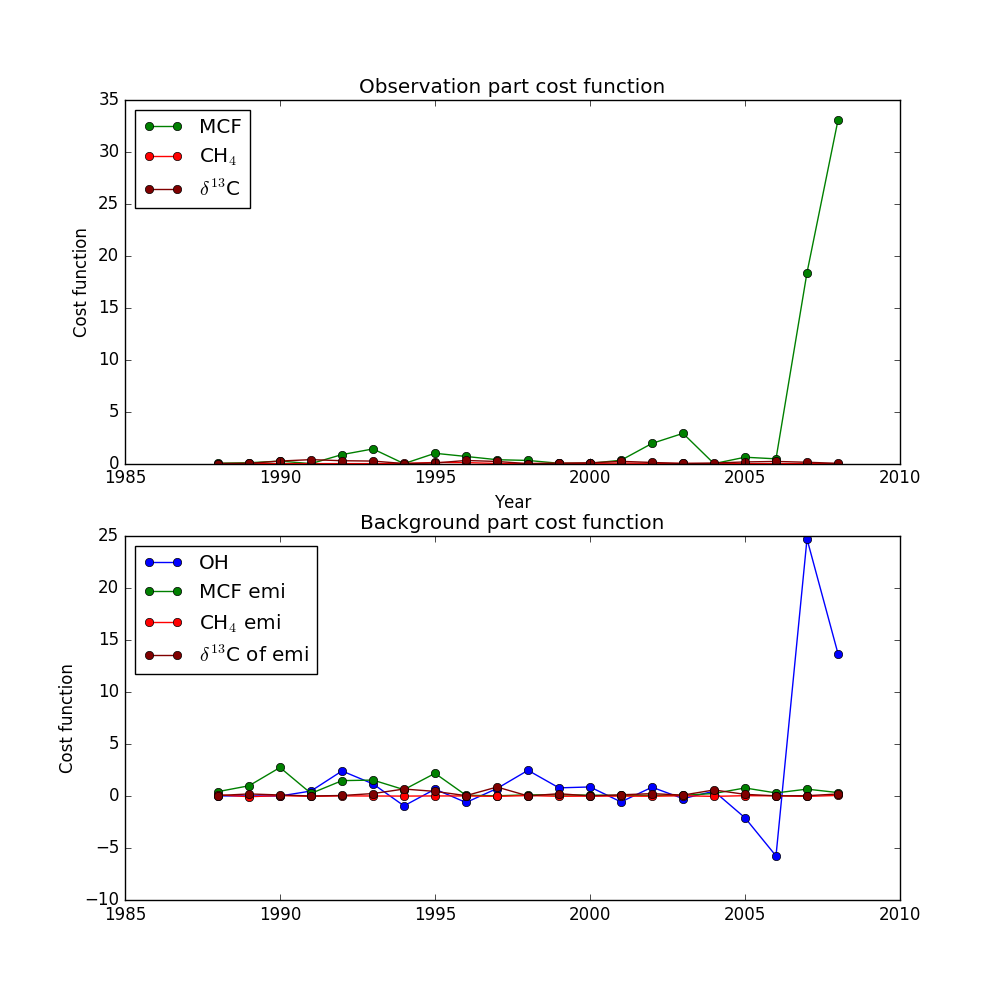 Observation part cost function
35
30
25
20
15
10
5
0
Cost function
MCF
CH₄
δ¹³C
1985 1990 1995 2000 2005 2010
Year
Background part cost function
25
20
15
10
5
0
−5
−10
Cost function
OH
MCF emi
CH₄ emi
δ¹³C of emi
1985 1990 1995 2000 2005 2010